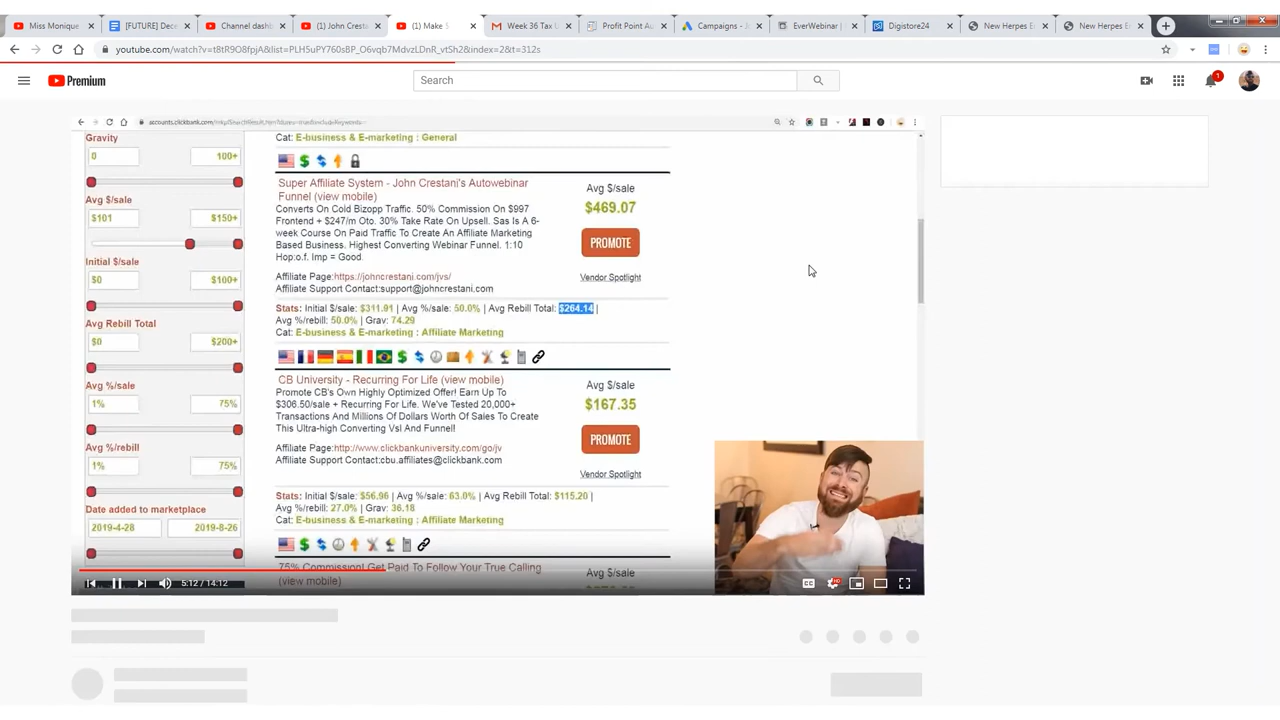 Miss Monique
[FUTURE] Dece
Channel dashb
(1) John Cresta
(1) Make $
Week 36 Tax U
Profit Point Au
Campaigns - J
EverWebinar |
Digistore24
New Herpes Er
New Herpes Er
youtube.com/watch?v=t8tR9O8fpjA&list=PLH5uPY760sBP_O6vqb7MdvzLDnR_vtSh2&index=2&t=312s
Premium
Search
1
Gravity
0 100+
Avg $/sale
$101 $150+
Initial $/sale
$0 $100+
Avg Rebill Total
$0 $200+
Avg %/sale
1% 75%
Avg %/rebill
1% 75%
Date added to marketplace
2019-4-28 2019-8-26
Cat: E-business & E-marketing : General
Super Affiliate System - John Crestani's Autowebinar
Funnel (view mobile)
Converts On Cold Bizopp Traffic. 50% Commission On $997
Frontend + $247/m Oto. 30% Take Rate On Upsell. Sas Is A 6-
week Course On Paid Traffic To Create An Affiliate Marketing
Based Business. Highest Converting Webinar Funnel. 1:10
Hop:o.f. Imp = Good.
Avg $/sale
$469.07
PROMOTE
Vendor Spotlight
Affiliate Page:https://johncrestani.com/jvs/
Affiliate Support Contact:support@johncrestani.com
Stats: Initial $/sale: $311.91 | Avg %/sale: 50.0% | Avg Rebill Total: $264.14 |
Avg %/rebill: 50.0% | Grav: 74.29
Cat: E-business & E-marketing : Affiliate Marketing
CB University - Recurring For Life (view mobile)
Promote CB's Own Highly Optimized Offer! Earn Up To
$306.50/sale + Recurring For Life. We've Tested 20,000+
Transactions And Millions Of Dollars Worth Of Sales To Create
This Ultra-high Converting Vsl And Funnel!
Avg $/sale
$167.35
PROMOTE
Vendor Spotlight
Affiliate Page:http://www.clickbankuniversity.com/go/jv
Affiliate Support Contact:cbu.affiliates@clickbank.com
Stats: Initial $/sale: $56.96 | Avg %/sale: 63.0% | Avg Rebill Total: $115.20 |
Avg %/rebill: 27.0% | Grav: 36.18
Cat: E-business & E-marketing : Affiliate Marketing
75% Commission! Get Paid To Follow Your True Calling
(view mobile)
Avg $/sale
5:12 / 14:12
CC
HD